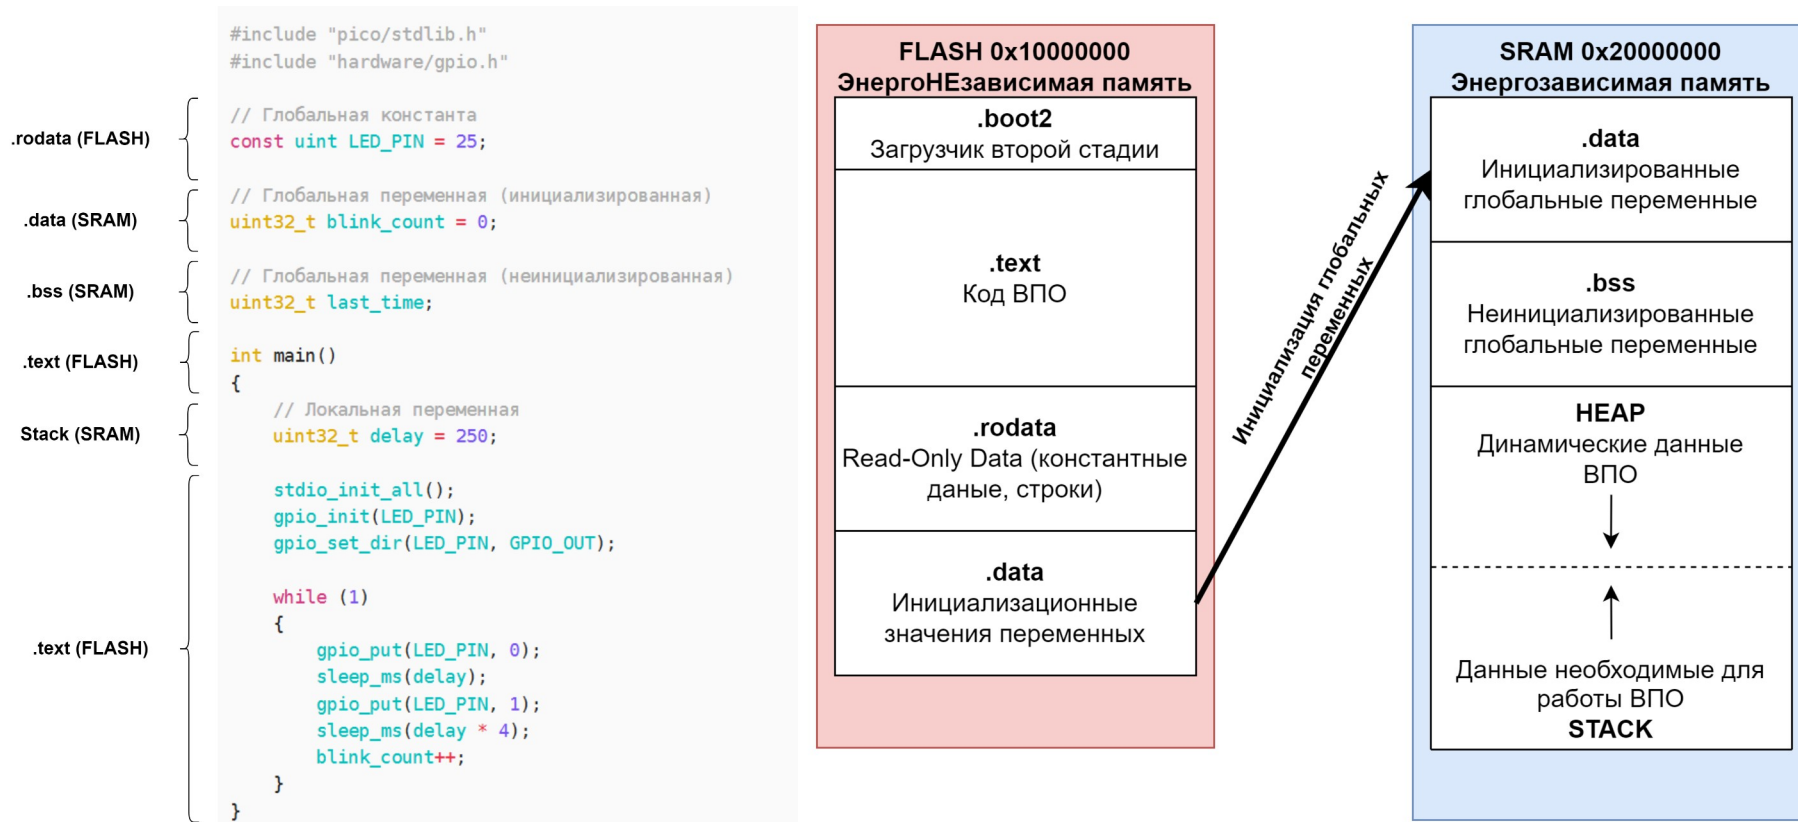 .rodata (FLASH)
.data (SRAM)
.bss (SRAM)
.text (FLASH)
Stack (SRAM)
.text (FLASH)
#include "pico/stdlib.h"
#include "hardware/gpio.h"
// Глобальная константа
const uint LED_PIN = 25;
// Глобальная переменная (инициализированная)
uint32_t blink_count = 0;
// Глобальная переменная (неинициализированная)
uint32_t last_time;
int main()
{
// Локальная переменная
uint32_t delay = 250;
stdio_init_all();
gpio_init(LED_PIN);
gpio_set_dir(LED_PIN, GPIO_OUT);
while (1)
{
gpio_put(LED_PIN, 0);
sleep_ms(delay);
gpio_put(LED_PIN, 1);
sleep_ms(delay * 4);
blink_count++;
}
}
FLASH 0x10000000
ЭнергоНЕзависимая память
.boot2
Загрузчик второй стадии
.text
Код ВПО
.rodata
Read-Only Data (константные
даные, строки)
.data
Инициализационные
значения переменных
Инициализация глобальных
переменных
SRAM 0x20000000
Энергозависимая память
.data
Инициализированные
глобальные переменные
.bss
Неинициализированные
глобальные переменные
HEAP
Динамические данные
ВПО
Данные необходимые для
работы ВПО
STACK